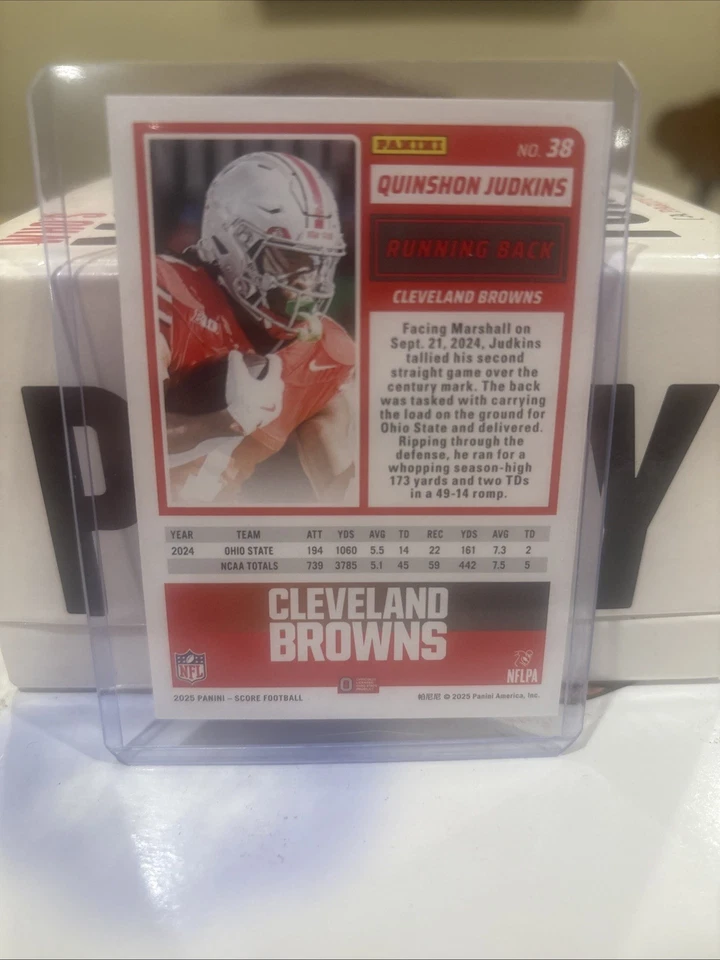 PANINI
NO. 38
QUINSHON JUDKINS
RUNNING BACK
CLEVELAND BROWNS
Facing Marshall on
Sept. 21, 2024, Judkins
tallied his second
straight game over the
century mark. The back
was tasked with carrying
the load on the ground for
Ohio State and delivered.
Ripping through the
defense, he ran for a
whopping season-high
173 yards and two TDs
in a 49-14 romp.
YEAR TEAM ATT YDS AVG TD REC YDS AVG TD
2024 OHIO STATE 194 1060 5.5 14 22 161 7.3 2
NCAA TOTALS 739 3785 5.1 45 59 442 7.5 5
CLEVELAND
BROWNS
NFL
NFLPA
2025 PANINI – SCORE FOOTBALL
帕尼尼 © 2025 Panini America, Inc.